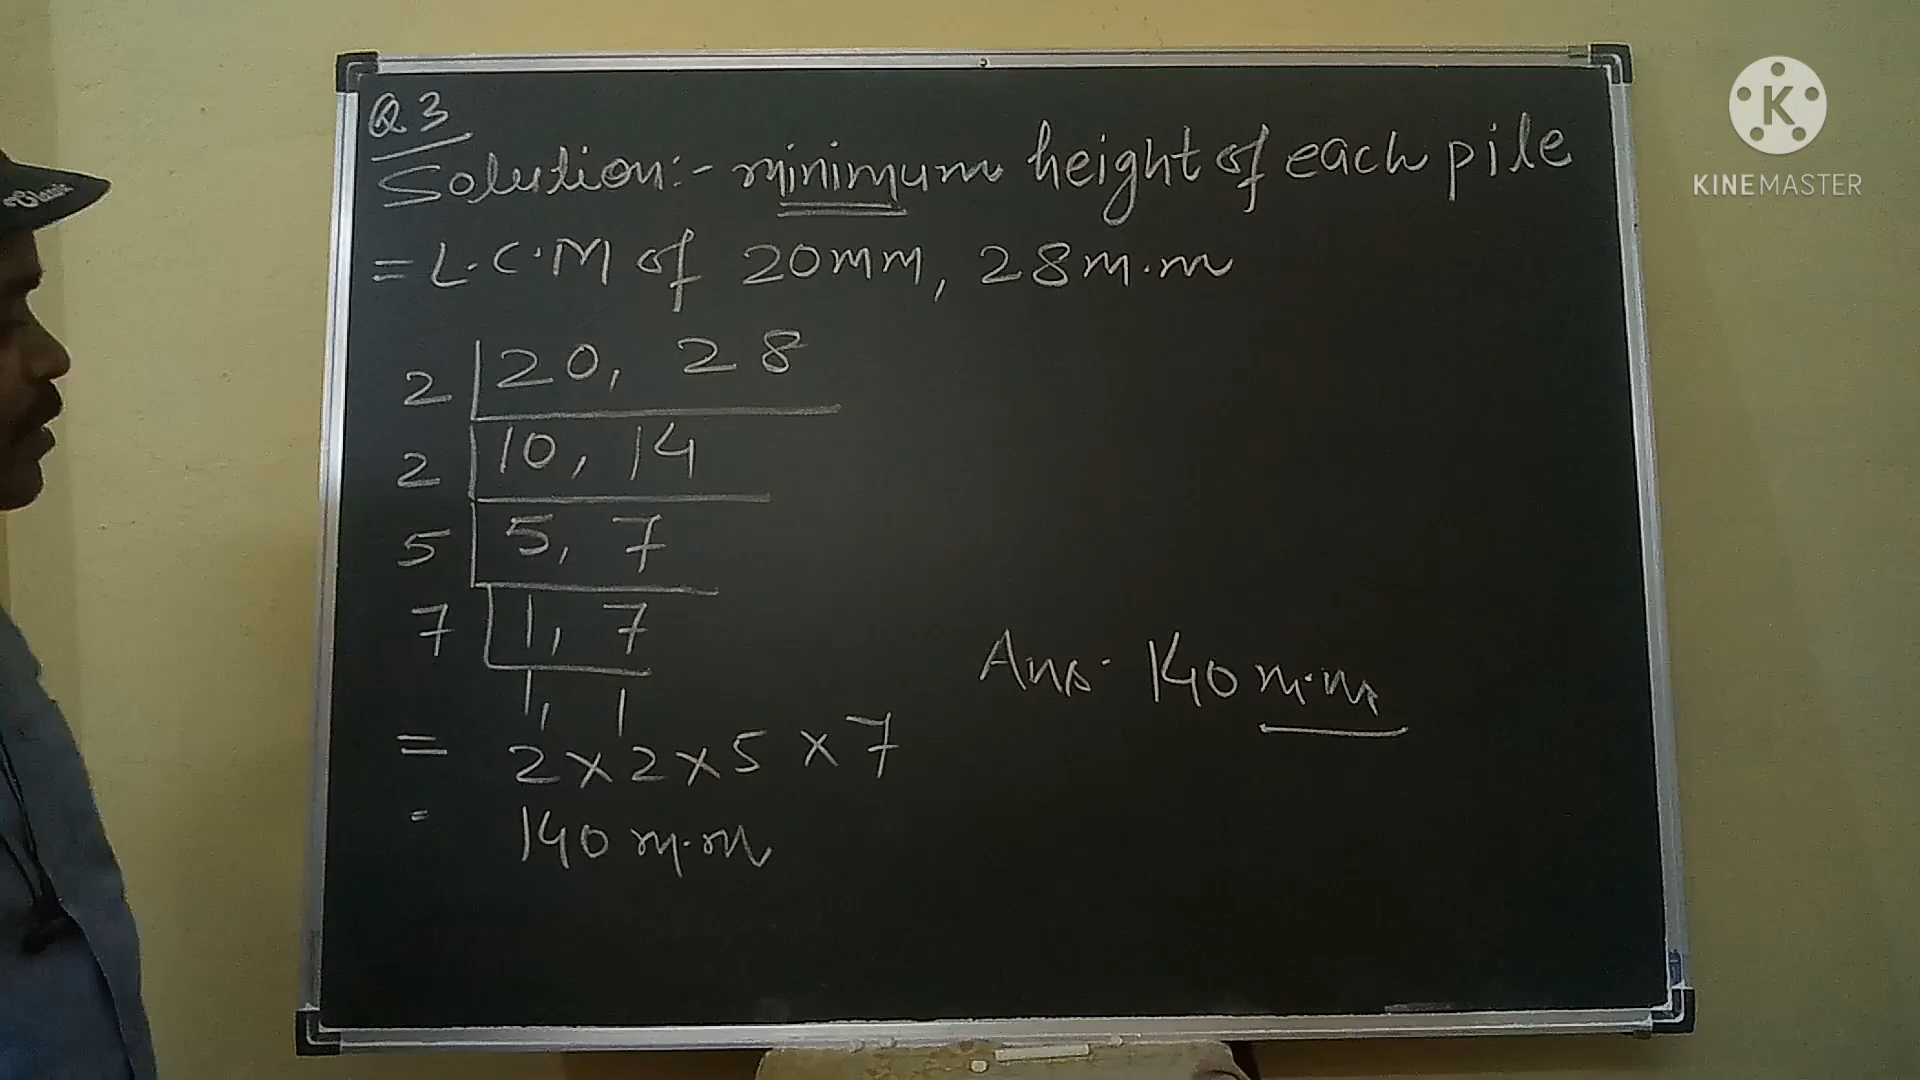 Q3
Solution:- minimum height of each pile
= L.C.M of 20mm, 28m.m
2 | 20, 28
2 | 10, 14
5 | 5, 7
7 | 1, 7
1, 1
= 2×2×5×7
= 140 m.m
Ans. 140 m.m
K
KINEMASTER